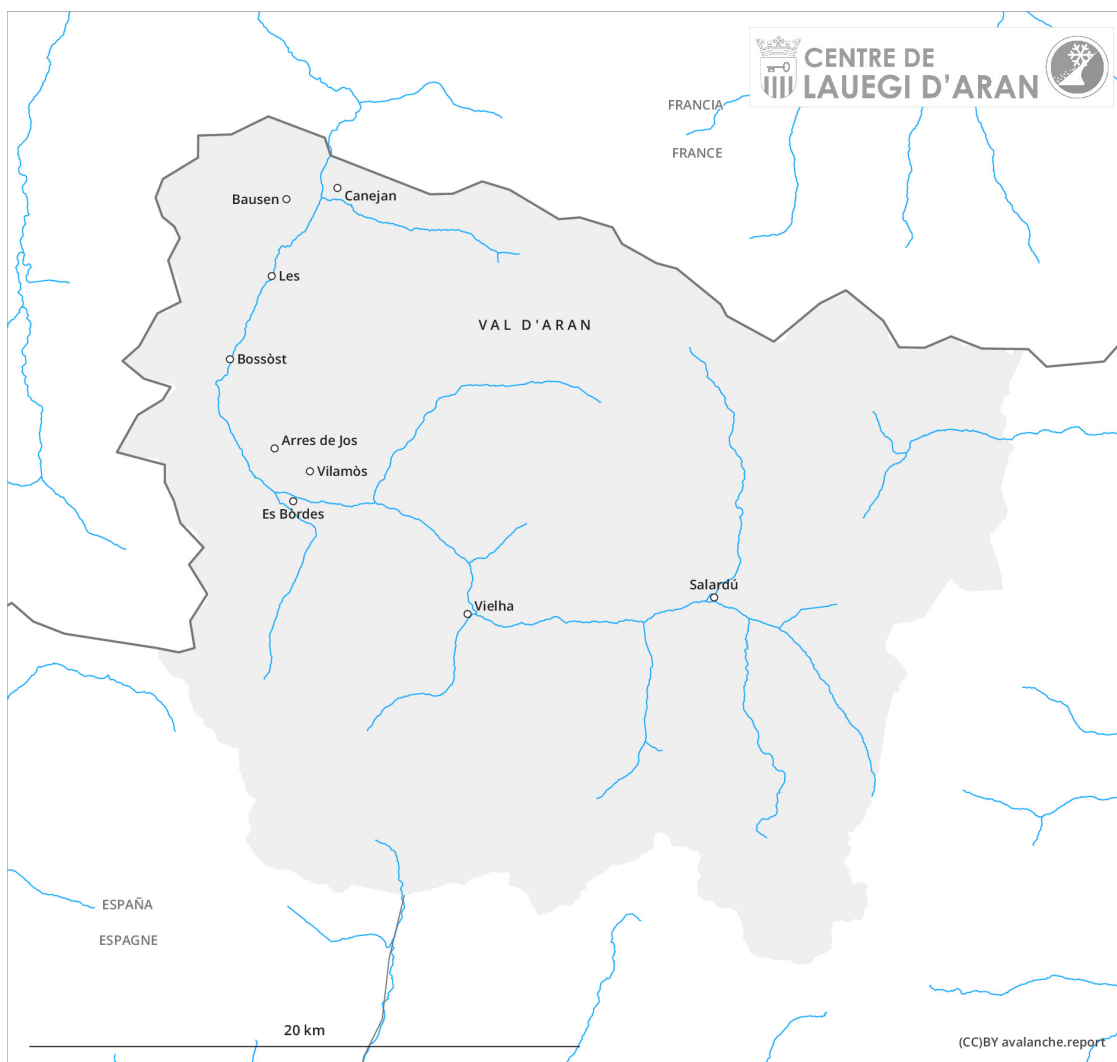 CENTRE DE
LAUEGI D'ARAN
FRANCIA
FRANCE
Bausen
Canejan
Les
VAL D'ARAN
Bossòst
Arres de Jos
Vilamòs
Es Bòrdes
Salardú
Vielha
ESPAÑA
ESPAGNE
20 km
(CC)BY avalanche.report